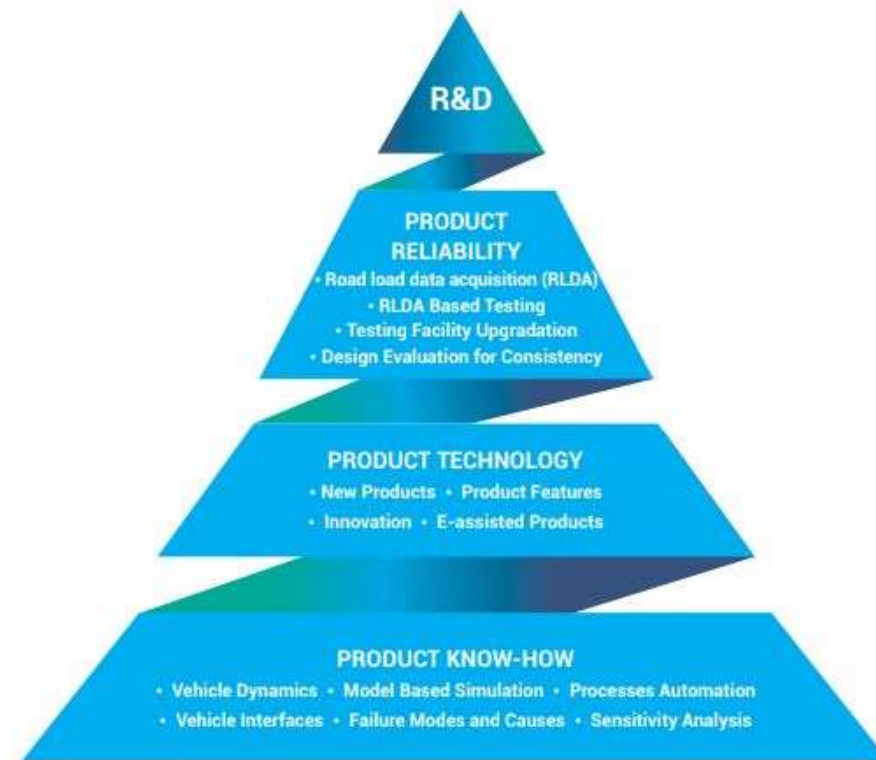 R&D
PRODUCT
RELIABILITY
• Road load data acquisition (RLDA)
• RLDA Based Testing
• Testing Facility Upgradation
• Design Evaluation for Consistency
PRODUCT TECHNOLOGY
• New Products • Product Features
• Innovation • E-assisted Products
PRODUCT KNOW-HOW
• Vehicle Dynamics • Model Based Simulation • Processes Automation
• Vehicle Interfaces • Failure Modes and Causes • Sensitivity Analysis